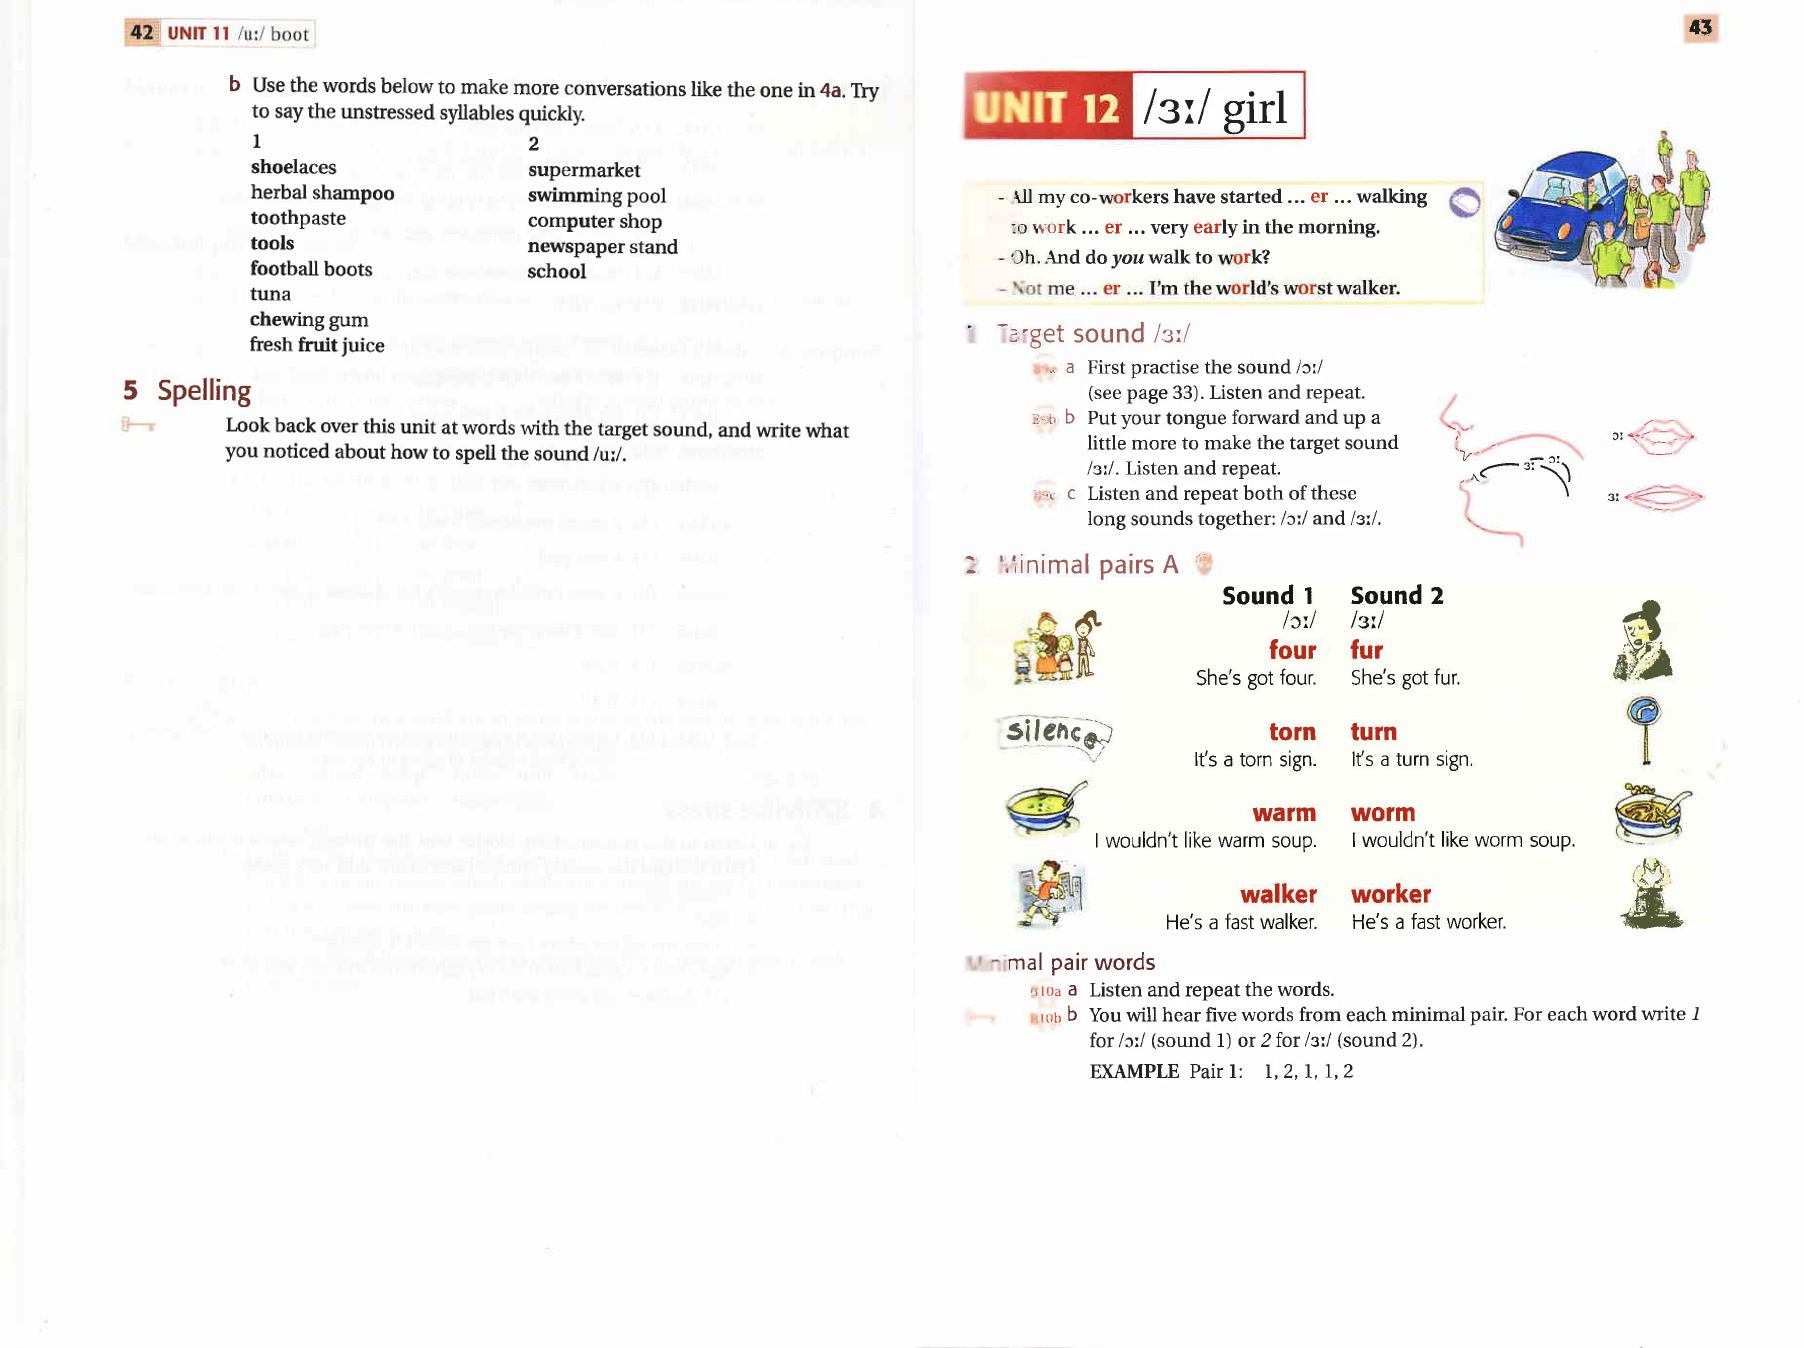 42 UNIT 11 /uː/ boot
b Use the words below to make more conversations like the one in 4a. Try
to say the unstressed syllables quickly.
1
shoelaces
herbal shampoo
toothpaste
tools
football boots
tuna
chewing gum
fresh fruit juice
2
supermarket
swimming pool
computer shop
newspaper stand
school
5 Spelling
Look back over this unit at words with the target sound, and write what
you noticed about how to spell the sound /uː/.
43
UNIT 12 /ɜː/ girl
- All my co-workers have started ... er ... walking
to work ... er ... very early in the morning.
- Oh. And do you walk to work?
- Not me ... er ... I'm the world's worst walker.
1 Target sound /ɜː/
a First practise the sound /ɔː/
(see page 33). Listen and repeat.
b Put your tongue forward and up a
little more to make the target sound
/ɜː/. Listen and repeat.
c Listen and repeat both of these
long sounds together: /ɔː/ and /ɜː/.
ɜː ɔː
ɔː
ɜː
2 Minimal pairs A
Sound 1 Sound 2
/ɔː/ /ɜː/
four fur
She's got four. She's got fur.
silence
torn turn
It's a torn sign. It's a turn sign.
warm worm
I wouldn't like warm soup. I wouldn't like worm soup.
walker worker
He's a fast walker. He's a fast worker.
Minimal pair words
a Listen and repeat the words.
b You will hear five words from each minimal pair. For each word write 1
for /ɔː/ (sound 1) or 2 for /ɜː/ (sound 2).
EXAMPLE Pair 1: 1, 2, 1, 1, 2